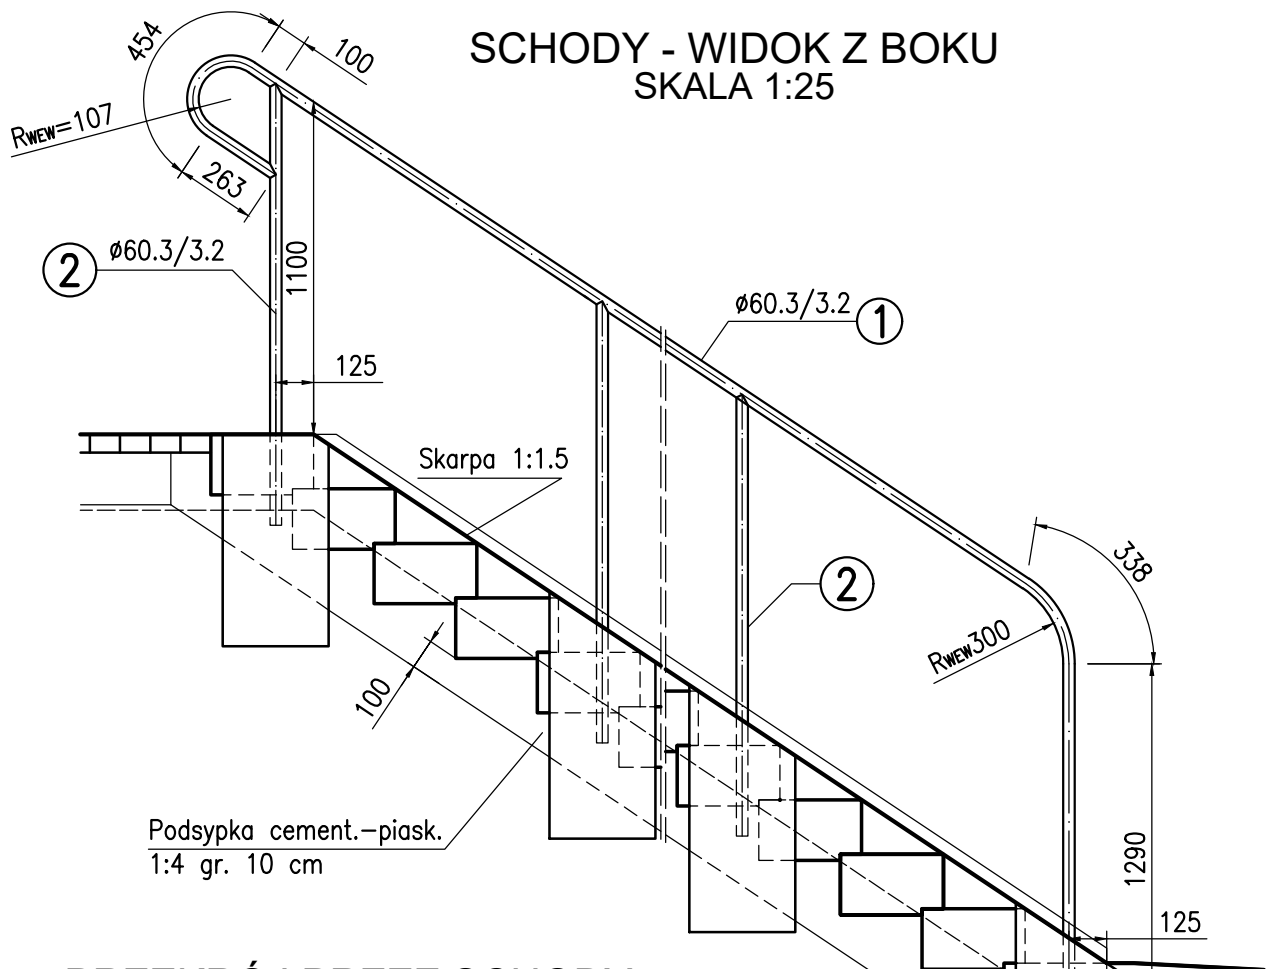 SCHODY - WIDOK Z BOKU
SKALA 1:25
454
100
RWEW=107
263
ø60.3/3.2
2
1100
ø60.3/3.2
1
125
Skarpa 1:1.5
338
2
RWEW300
100
Podsypka cement.-piask.
1:4 gr. 10 cm
1290
125